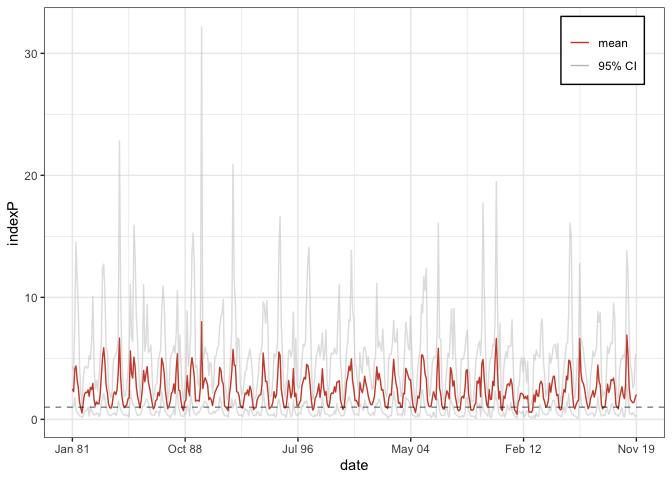 mean
95% CI
30
20
10
0
indexP
Jan 81
Oct 88
Jul 96
May 04
Feb 12
Nov 19
date